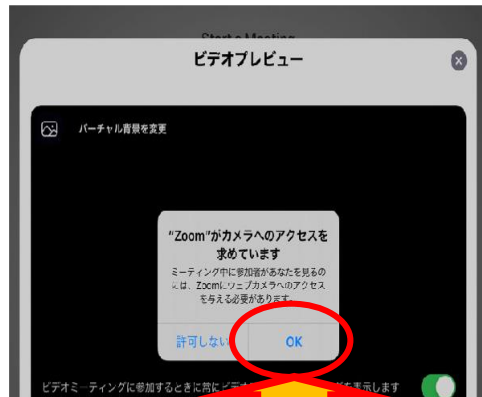 Start a Meeting
ビデオプレビュー
バーチャル背景を変更
"Zoom"がカメラへのアクセスを
求めています
ミーティング中に参加者があなたを見るの
には、Zoomにウェブカメラへのアクセス
を与える必要があります。
許可しない
OK
ビデオミーティングに参加するときに常にビデオ を表示します